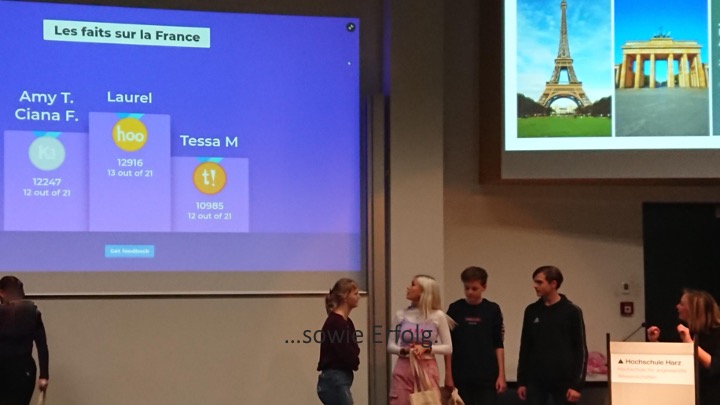 Les faits sur la France
Amy T.
Ciana F.
Laurel
Tessa M
hoo
12916
13 out of 21
K!
12247
12 out of 21
t!
10985
12 out of 21
Get feedback
...sowie Erfolg.
Hochschule Harz